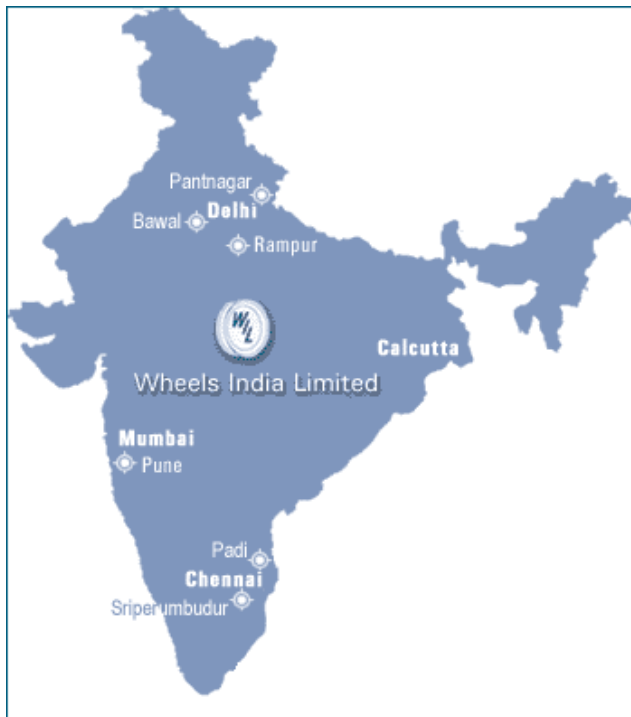 Pantnagar
Delhi
Bawal
Rampur
WIL
Calcutta
Wheels India Limited
Mumbai
Pune
Padi
Chennai
Sriperumbudur